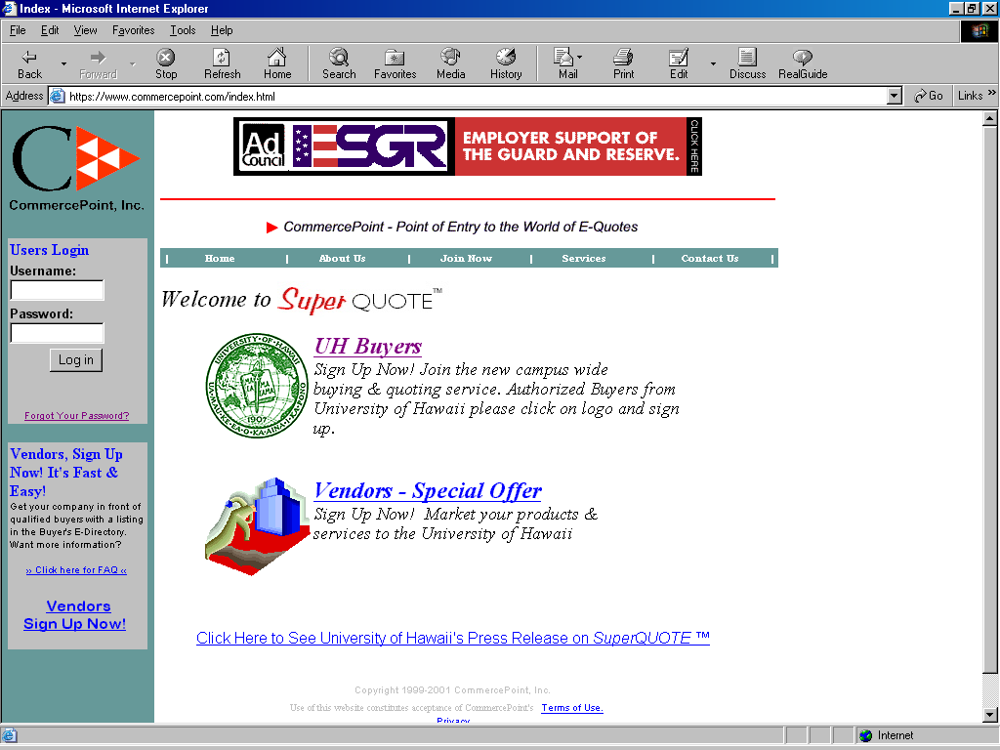 Index - Microsoft Internet Explorer
File Edit View Favorites Tools Help
Back Forward Stop Refresh Home Search Favorites Media History Mail Print Edit Discuss RealGuide
Address https://www.commercepoint.com/index.html Go Links »
C
CommercePoint, Inc.
Ad Council ESGR EMPLOYER SUPPORT OF THE GUARD AND RESERVE. CLICK HERE
CommercePoint - Point of Entry to the World of E-Quotes
| Home | About Us | Join Now | Services | Contact Us |
Users Login
Username:
Password:
Log in
Forgot Your Password?
Vendors, Sign Up
Now! It's Fast &
Easy!
Get your company in front of
qualified buyers with a listing
in the Buyer's E-Directory.
Want more information?
» Click here for FAQ «
Vendors
Sign Up Now!
Welcome to Super QUOTE™
UNIVERSITY OF HAWAII
MALAMALAMA
1907
UH Buyers
Sign Up Now! Join the new campus wide
buying & quoting service. Authorized Buyers from
University of Hawaii please click on logo and sign
up.
Vendors - Special Offer
Sign Up Now! Market your products &
services to the University of Hawaii
Click Here to See University of Hawaii's Press Release on SuperQUOTE ™
Copyright 1999-2001 CommercePoint, Inc.
Use of this website constitutes acceptance of CommercePoint's Terms of Use.
Privacy
Internet